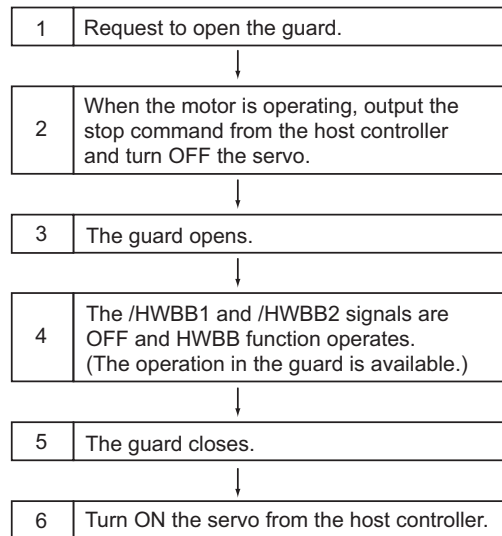 1 Request to open the guard.
2 When the motor is operating, output the
stop command from the host controller
and turn OFF the servo.
3 The guard opens.
4 The /HWBB1 and /HWBB2 signals are
OFF and HWBB function operates.
(The operation in the guard is available.)
5 The guard closes.
6 Turn ON the servo from the host controller.